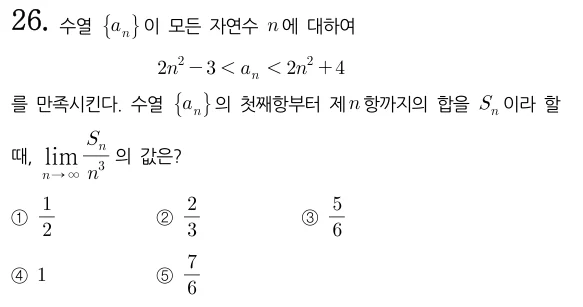 26. 수열 {aₙ}이 모든 자연수 n에 대하여
2n² − 3 < aₙ < 2n² + 4
를 만족시킨다. 수열 {aₙ}의 첫째항부터 제n항까지의 합을 Sₙ이라 할
때, lim_{n→∞} Sₙ/n³ 의 값은?
① 1/2 ② 2/3 ③ 5/6
④ 1 ⑤ 7/6